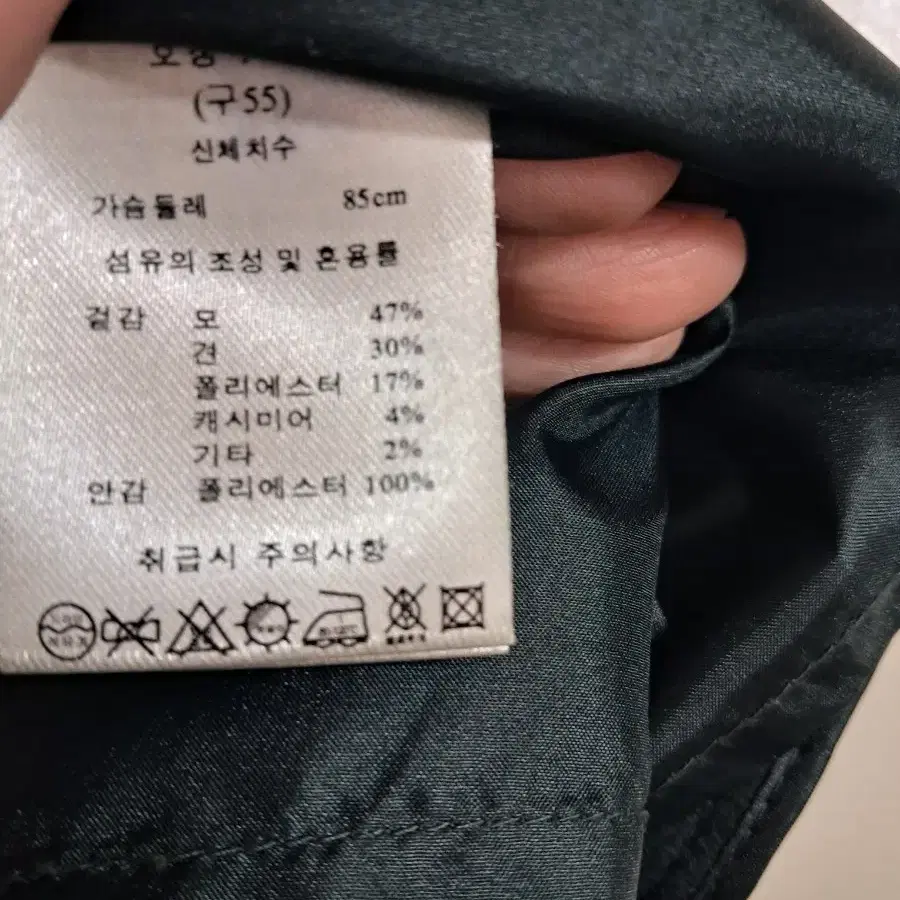 호칭
(구55)
신체치수
가슴둘레 85cm
섬유의 조성 및 혼용률
겉감 모 47%
견 30%
폴리에스터 17%
캐시미어 4%
기타 2%
안감 폴리에스터 100%
취급시 주의사항